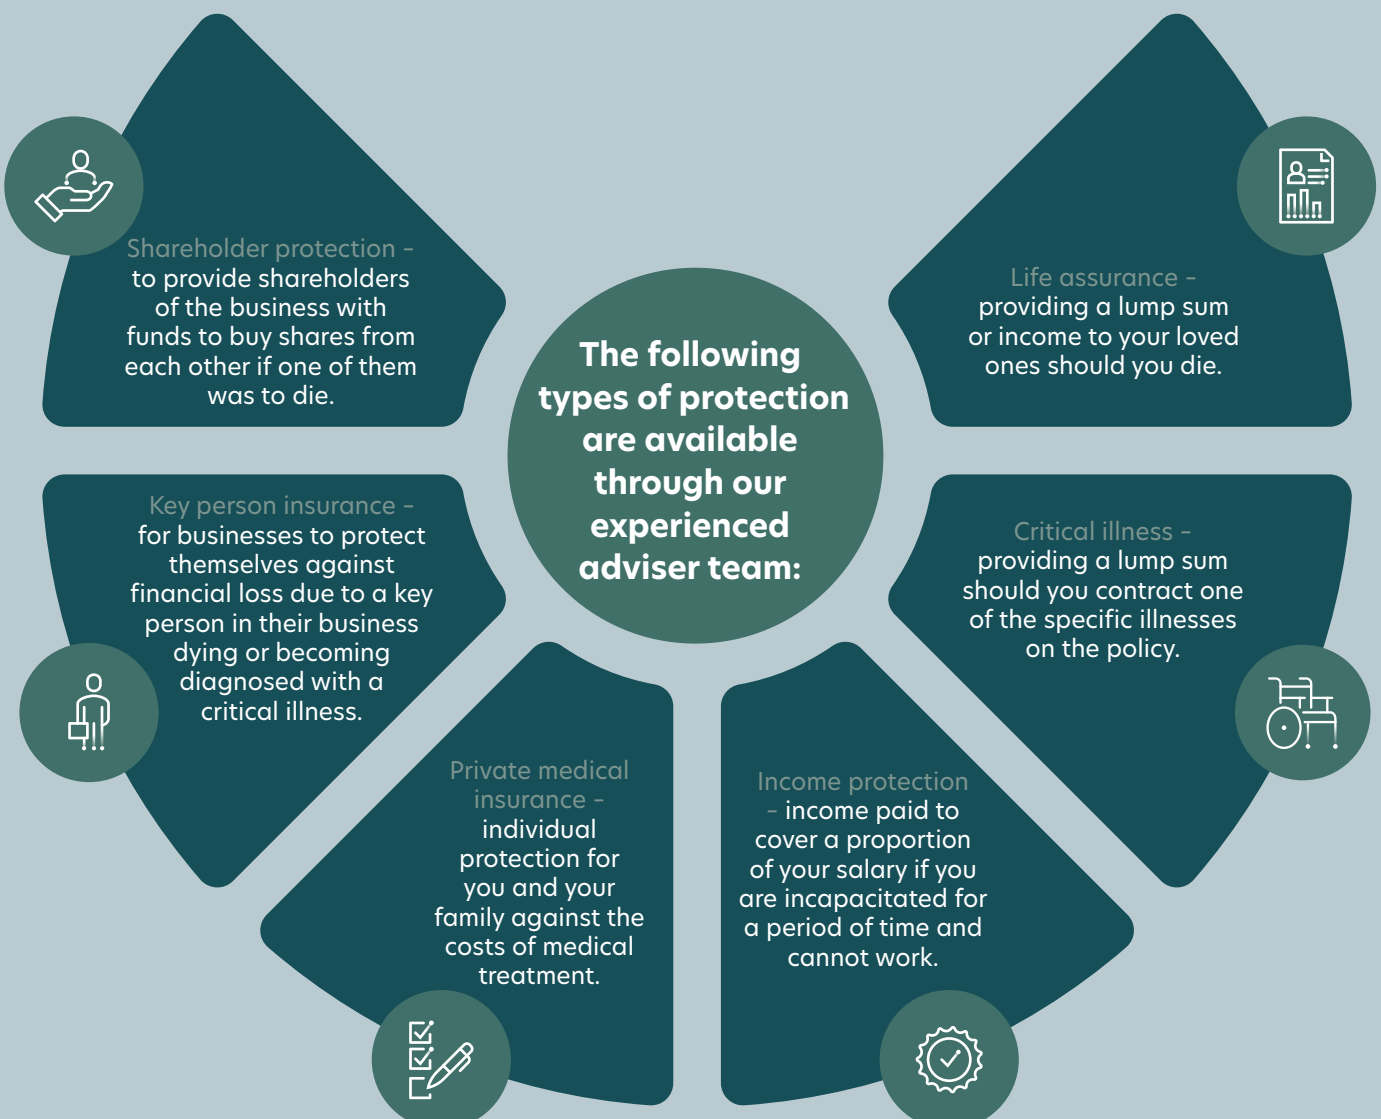 The following
types of protection
are available
through our
experienced
adviser team:
Life assurance –
providing a lump sum
or income to your loved
ones should you die.
Critical illness –
providing a lump sum
should you contract one
of the specific illnesses
on the policy.
Income protection
– income paid to
cover a proportion
of your salary if you
are incapacitated for
a period of time and
cannot work.
Private medical
insurance –
individual
protection for
you and your
family against the
costs of medical
treatment.
Key person insurance –
for businesses to protect
themselves against
financial loss due to a key
person in their business
dying or becoming
diagnosed with a
critical illness.
Shareholder protection –
to provide shareholders
of the business with
funds to buy shares from
each other if one of them
was to die.